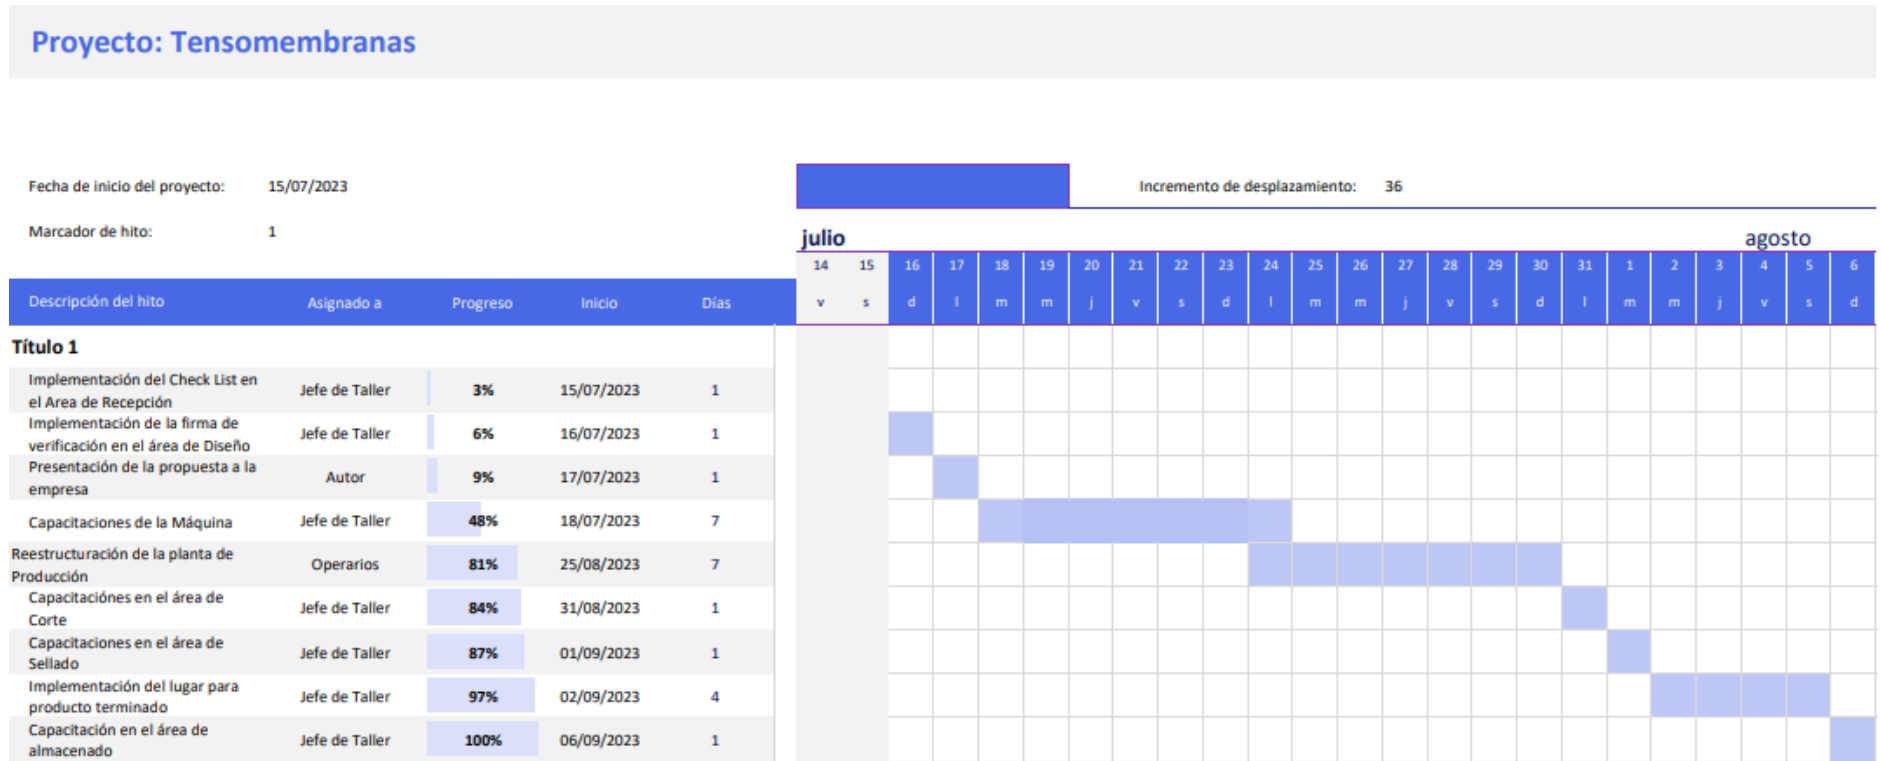 Proyecto: Tensomembranas
Fecha de inicio del proyecto: 15/07/2023
Incremento de desplazamiento: 36
Marcador de hito: 1
julio agosto
14 15 16 17 18 19 20 21 22 23 24 25 26 27 28 29 30 31 1 2 3 4 5 6
Descripción del hito Asignado a Progreso Inicio Días v s d l m m j v s d l m m j v s d l m m j v s d
Título 1
Implementación del Check List en
el Area de Recepción
Jefe de Taller 3% 15/07/2023 1
Implementación de la firma de
verificación en el área de Diseño
Jefe de Taller 6% 16/07/2023 1
Presentación de la propuesta a la
empresa
Autor 9% 17/07/2023 1
Capacitaciones de la Máquina Jefe de Taller 48% 18/07/2023 7
Reestructuración de la planta de
Producción
Operarios 81% 25/08/2023 7
Capacitaciónes en el área de
Corte
Jefe de Taller 84% 31/08/2023 1
Capacitaciones en el área de
Sellado
Jefe de Taller 87% 01/09/2023 1
Implementación del lugar para
producto terminado
Jefe de Taller 97% 02/09/2023 4
Capacitación en el área de
almacenado
Jefe de Taller 100% 06/09/2023 1